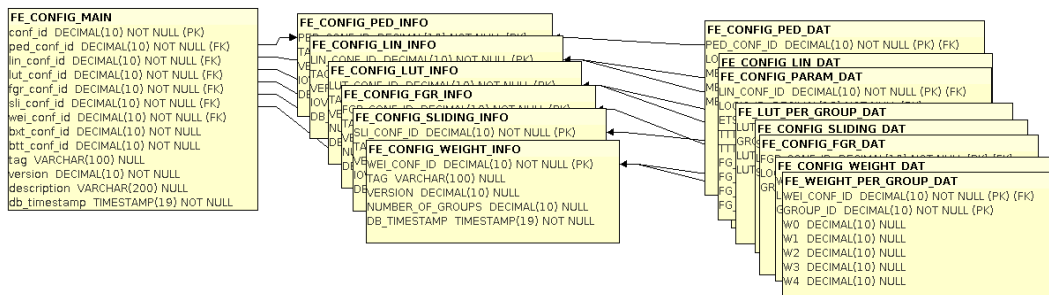 FE_CONFIG_MAIN
conf_id DECIMAL(10) NOT NULL (PK)
ped_conf_id DECIMAL(10) NOT NULL (FK)
lin_conf_id DECIMAL(10) NOT NULL (FK)
lut_conf_id DECIMAL(10) NOT NULL (FK)
fgr_conf_id DECIMAL(10) NOT NULL (FK)
sli_conf_id DECIMAL(10) NOT NULL (FK)
wei_conf_id DECIMAL(10) NOT NULL (FK)
bxt_conf_id DECIMAL(10) NULL
btt_conf_id DECIMAL(10) NULL
tag VARCHAR(100) NULL
version DECIMAL(10) NOT NULL
description VARCHAR(200) NULL
db_timestamp TIMESTAMP(19) NOT NULL
FE_CONFIG_PED_INFO
FE_CONFIG_LIN_INFO
FE_CONFIG_LUT_INFO
FE_CONFIG_FGR_INFO
FE_CONFIG_SLIDING_INFO
SLI_CONF_ID DECIMAL(10) NOT NULL (PK)
FE_CONFIG_WEIGHT_INFO
WEI_CONF_ID DECIMAL(10) NOT NULL (PK)
TAG VARCHAR(100) NULL
VERSION DECIMAL(10) NULL
NUMBER_OF_GROUPS DECIMAL(10) NULL
DB_TIMESTAMP TIMESTAMP(19) NOT NULL
FE_CONFIG_PED_DAT
PED_CONF_ID DECIMAL(10) NOT NULL (PK) (FK)
FE_CONFIG_LIN_DAT
FE_CONFIG_PARAM_DAT
LIN_CONF_ID DECIMAL(10) NOT NULL (PK) (FK)
FE_LUT_PER_GROUP_DAT
FE_CONFIG_SLIDING_DAT
FE_CONFIG_FGR_DAT
FE_CONFIG_WEIGHT_DAT
FE_WEIGHT_PER_GROUP_DAT
WEI_CONF_ID DECIMAL(10) NOT NULL (PK) (FK)
GROUP_ID DECIMAL(10) NOT NULL (PK)
W0 DECIMAL(10) NULL
W1 DECIMAL(10) NULL
W2 DECIMAL(10) NULL
W3 DECIMAL(10) NULL
W4 DECIMAL(10) NULL